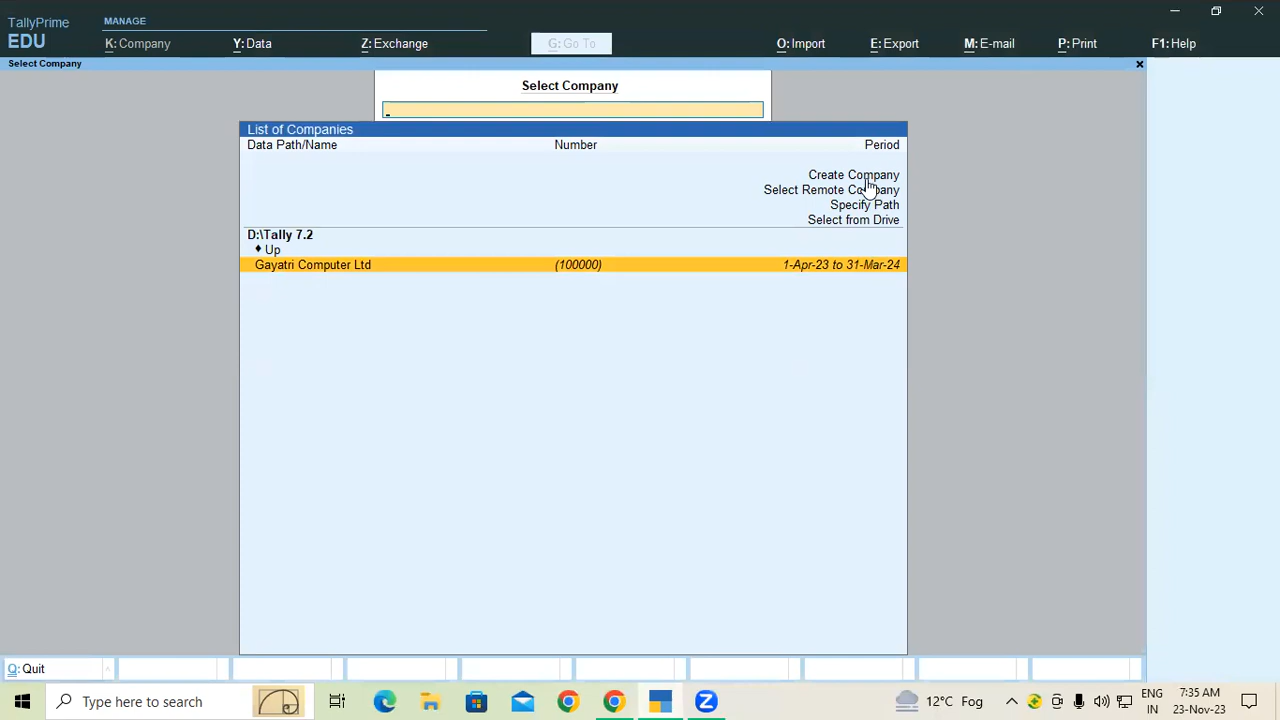 TallyPrime
EDU
MANAGE
K: Company
Y: Data
Z: Exchange
G: Go To
O: Import
E: Export
M: E-mail
P: Print
F1: Help
Select Company
Select Company
List of Companies
Data Path/Name Number Period
Create Company
Select Remote Company
Specify Path
Select from Drive
D:\Tally 7.2
♦ Up
Gayatri Computer Ltd (100000) 1-Apr-23 to 31-Mar-24
Q: Quit
Type here to search
12°C Fog
ENG
IN
7:35 AM
23-Nov-23